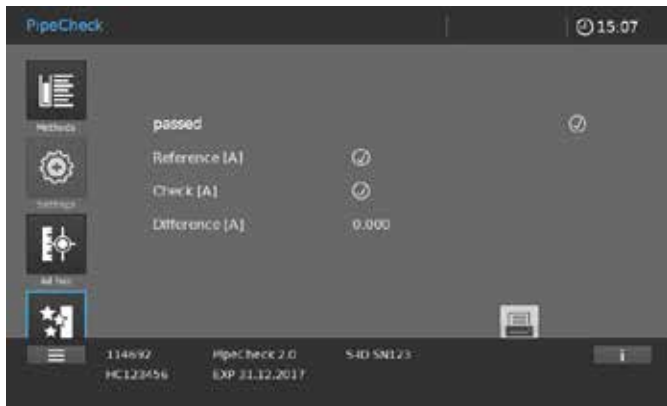 PipeCheck
15:07
Methods
passed
Reference [A]
Settings
Check [A]
Difference [A] 0.000
114692 PipeCheck 2.0 S-ID SN123
HC123456 EXP 31.12.2017
i